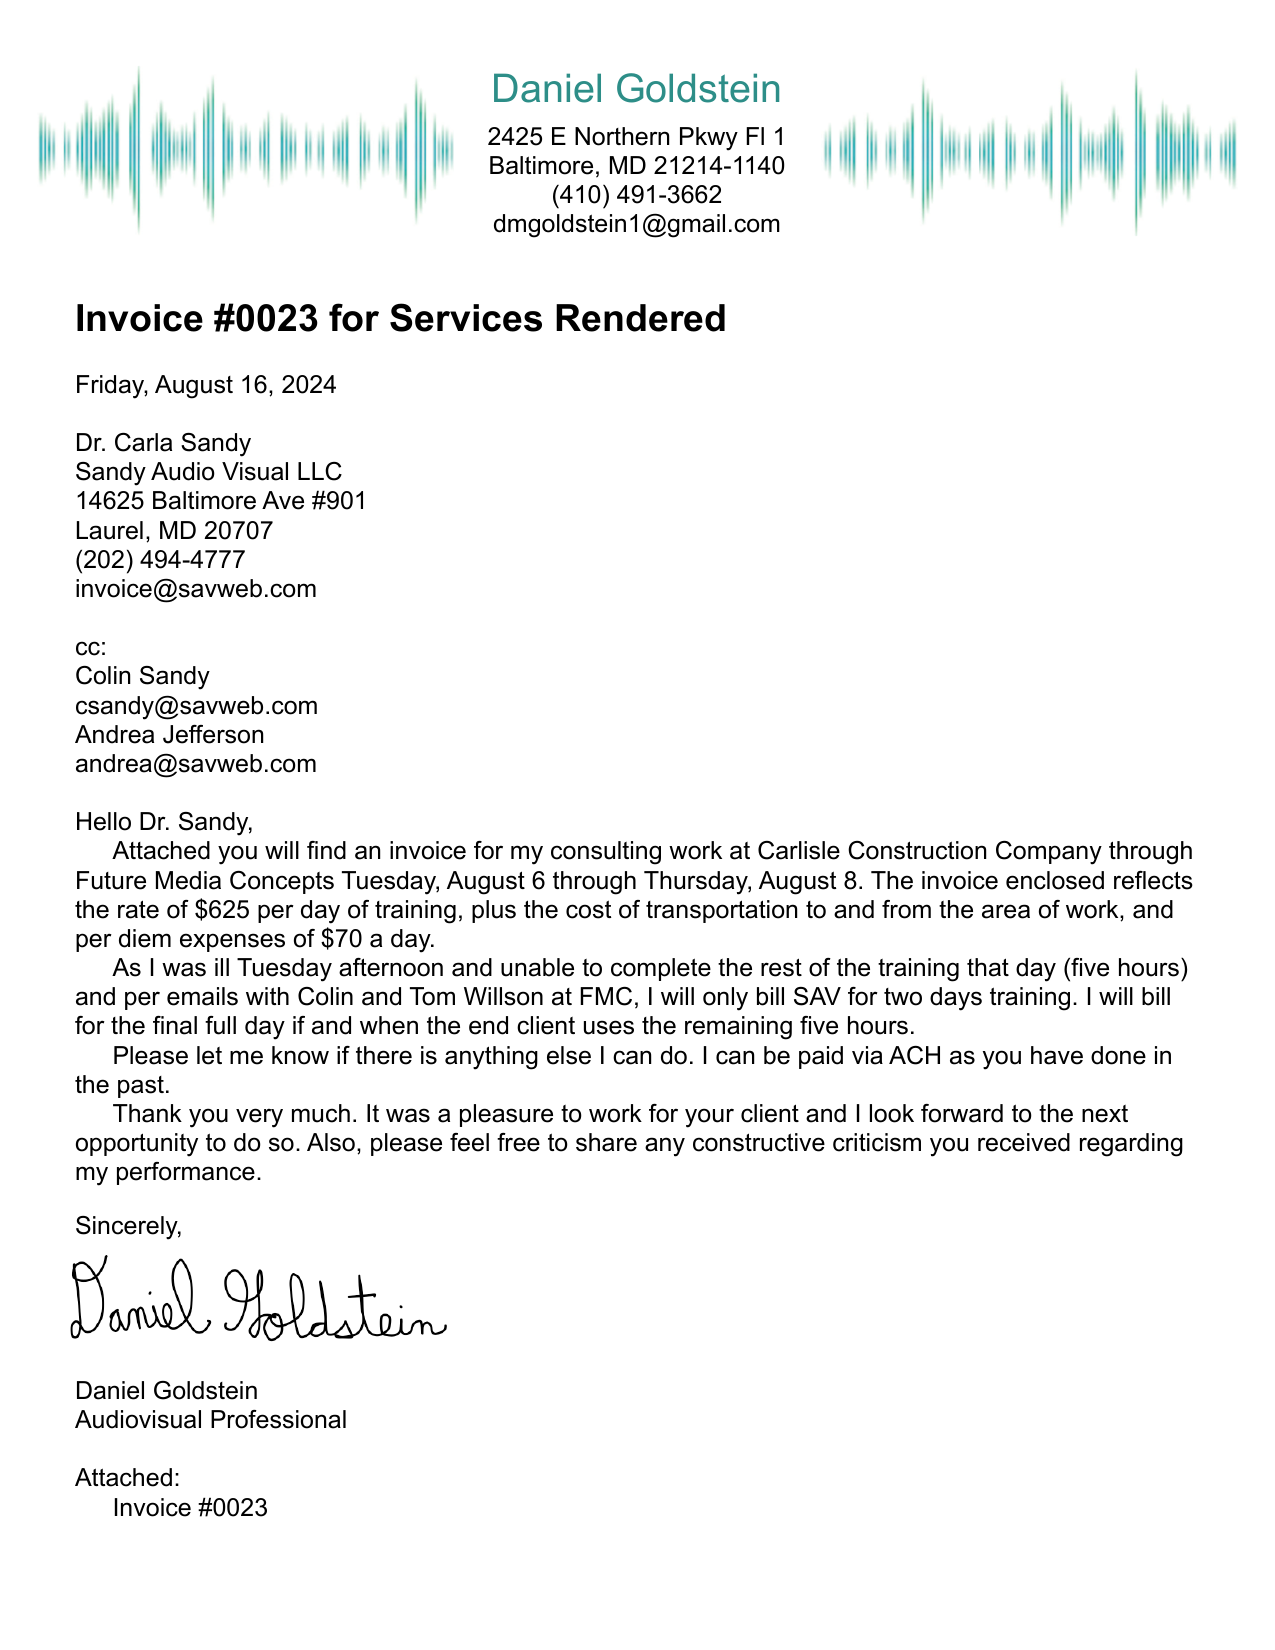 Daniel Goldstein
2425 E Northern Pkwy Fl 1
Baltimore, MD 21214-1140
(410) 491-3662
dmgoldstein1@gmail.com
Invoice #0023 for Services Rendered
Friday, August 16, 2024
Dr. Carla Sandy
Sandy Audio Visual LLC
14625 Baltimore Ave #901
Laurel, MD 20707
(202) 494-4777
invoice@savweb.com
cc:
Colin Sandy
csandy@savweb.com
Andrea Jefferson
andrea@savweb.com
Hello Dr. Sandy,
Attached you will find an invoice for my consulting work at Carlisle Construction Company through
Future Media Concepts Tuesday, August 6 through Thursday, August 8. The invoice enclosed reflects
the rate of $625 per day of training, plus the cost of transportation to and from the area of work, and
per diem expenses of $70 a day.
As I was ill Tuesday afternoon and unable to complete the rest of the training that day (five hours)
and per emails with Colin and Tom Willson at FMC, I will only bill SAV for two days training. I will bill
for the final full day if and when the end client uses the remaining five hours.
Please let me know if there is anything else I can do. I can be paid via ACH as you have done in
the past.
Thank you very much. It was a pleasure to work for your client and I look forward to the next
opportunity to do so. Also, please feel free to share any constructive criticism you received regarding
my performance.
Sincerely,
Daniel Goldstein
Daniel Goldstein
Audiovisual Professional
Attached:
Invoice #0023